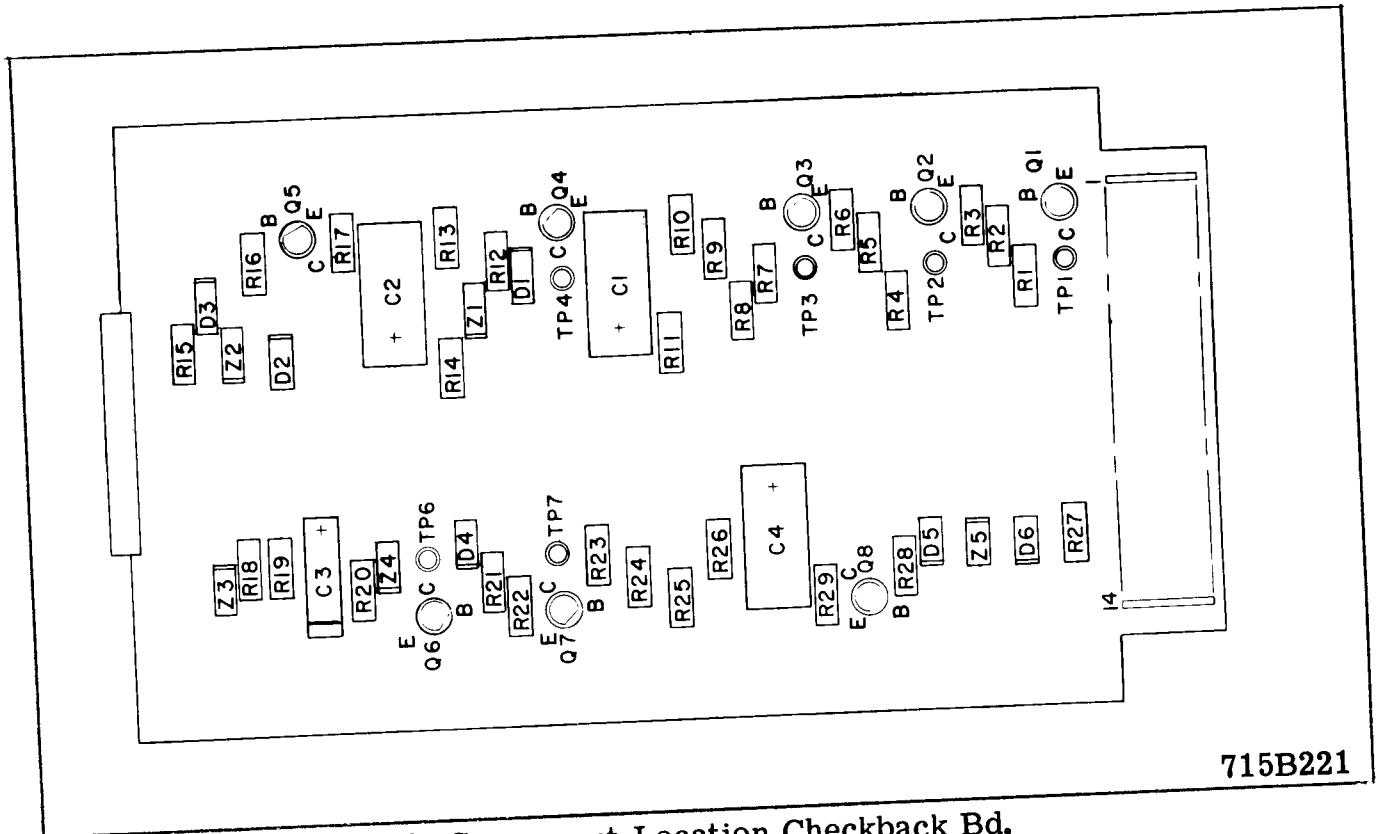 B
Q5
E
C
R16
R17
R13
R12
D1
B
Q4
E
C
TP4
C2
+
C1
+
Z1
R14
R15
D3
Z2
D2
R10
R9
R7
R8
R11
B
Q3
E
C
TP3
R6
R5
R4
B
Q2
E
C
TP2
R3
R2
R1
B
Q1
E
C
TP1
1
Z3
R18
R19
C3
+
R20
Z4
TP6
C
E
B
Q6
D4
R21
R22
TP7
C
E
B
Q7
R23
R24
R25
R26
C4
+
R29
C
E
B
Q8
R28
D5
Z5
D6
R27
14
715B221
Location Checkback Bd.